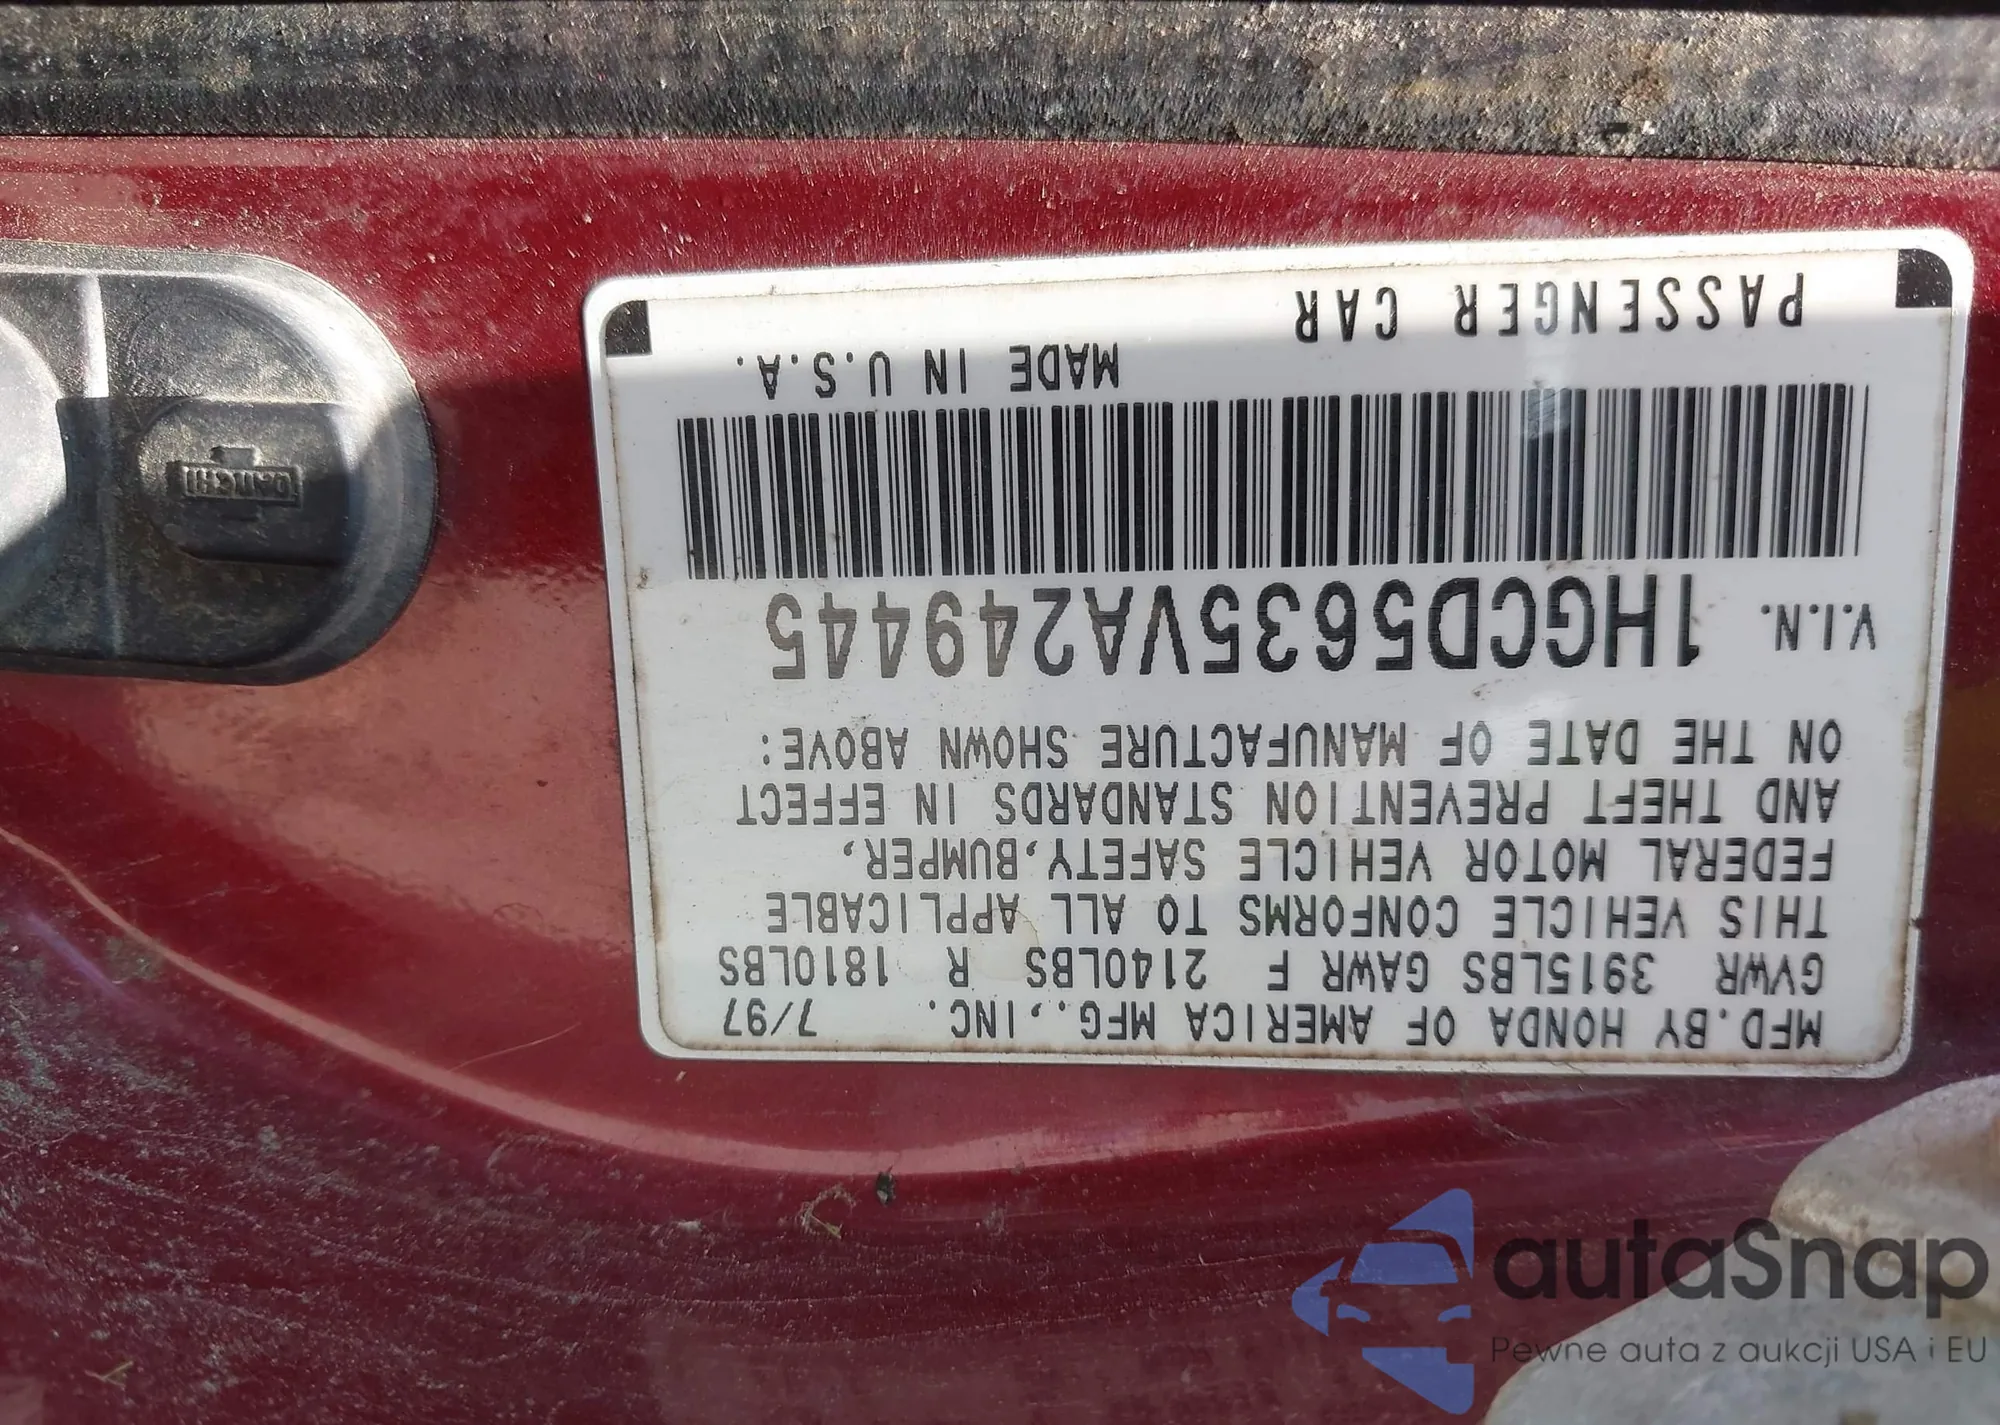 MFD.BY HONDA OF AMERICA MFG.,INC. 7/97
GVWR 3915LBS GAWR F 2140LBS R 1810LBS
THIS VEHICLE CONFORMS TO ALL APPLICABLE
FEDERAL MOTOR VEHICLE SAFETY,BUMPER,
AND THEFT PREVENTION STANDARDS IN EFFECT
ON THE DATE OF MANUFACTURE SHOWN ABOVE:
V.I.N. 1HGCD5635VA249445
PASSENGER CAR MADE IN U.S.A.
DAIICHI
autaSnap
Pewne auta z aukcji USA i EU